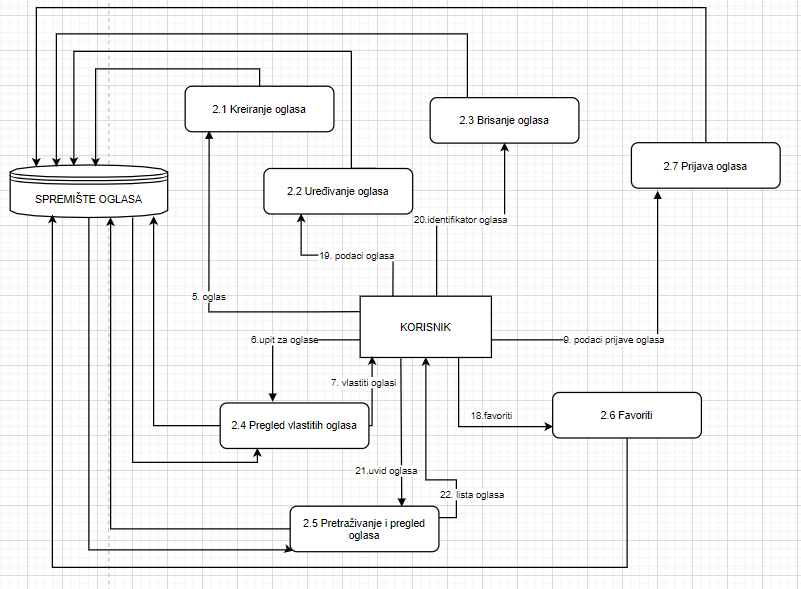 2.1 Kreiranje oglasa
2.3 Brisanje oglasa
2.7 Prijava oglasa
2.2 Uređivanje oglasa
SPREMIŠTE OGLASA
20.identifikator oglasa
19. podaci oglasa
5. oglas
KORISNIK
6.upit za oglase
9. podaci prijave oglasa
7. vlastiti oglasi
18.favoriti
2.6 Favoriti
2.4 Pregled vlastitih oglasa
21.uvid oglasa
22. lista oglasa
2.5 Pretraživanje i pregled
oglasa